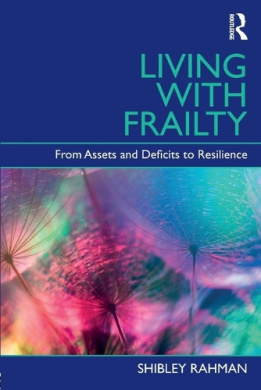 Routledge
LIVING
WITH
FRAILTY
From Assets and Deficits to Resilience
SHIBLEY RAHMAN